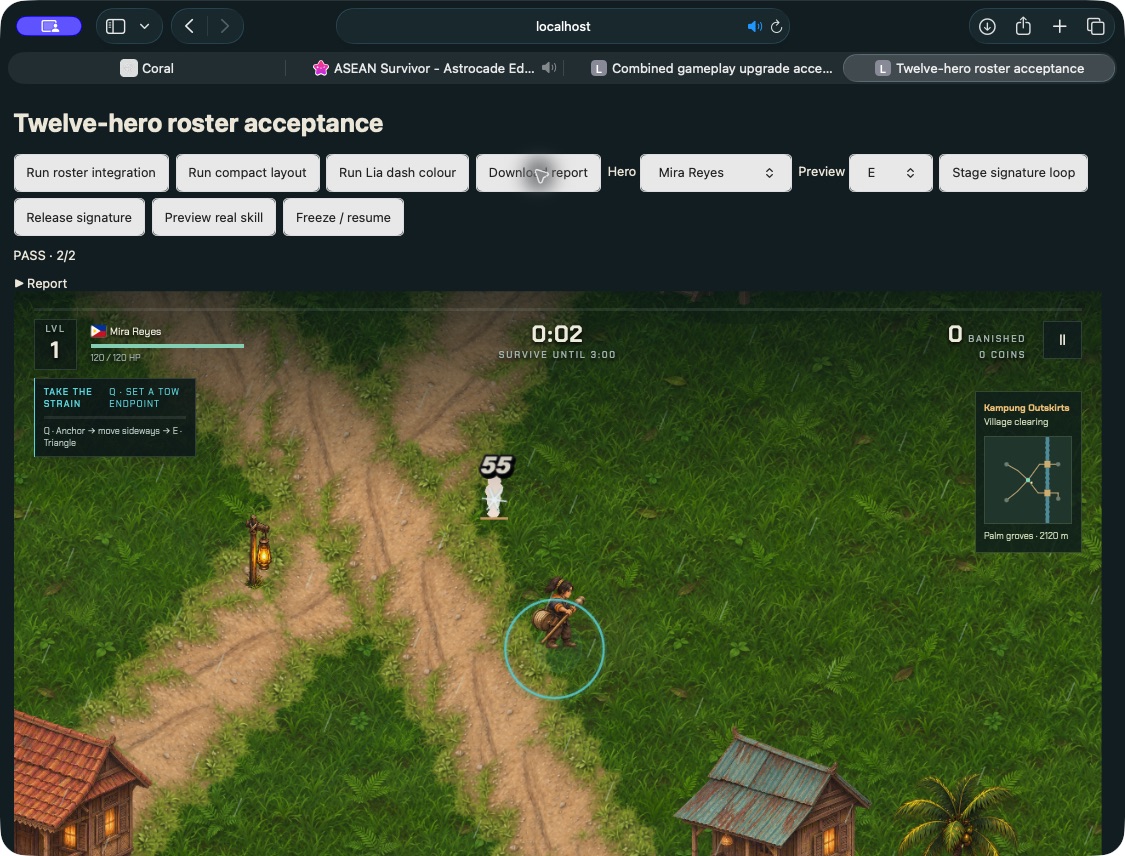 localhost
Coral
ASEAN Survivor - Astrocade Ed...
L Combined gameplay upgrade acce...
L Twelve-hero roster acceptance
Twelve-hero roster acceptance
Run roster integration
Run compact layout
Run Lia dash colour
Download report
Hero
Mira Reyes
Preview
E
Stage signature loop
Release signature
Preview real skill
Freeze / resume
PASS · 2/2
Report
LVL
1
Mira Reyes
120 / 120 HP
0:02
SURVIVE UNTIL 3:00
0 BANISHED
0 COINS
TAKE THE
STRAIN
Q · SET A TOW
ENDPOINT
Q · Anchor → move sideways → E ·
Triangle
Kampung Outskirts
Village clearing
Palm groves · 2120 m
55